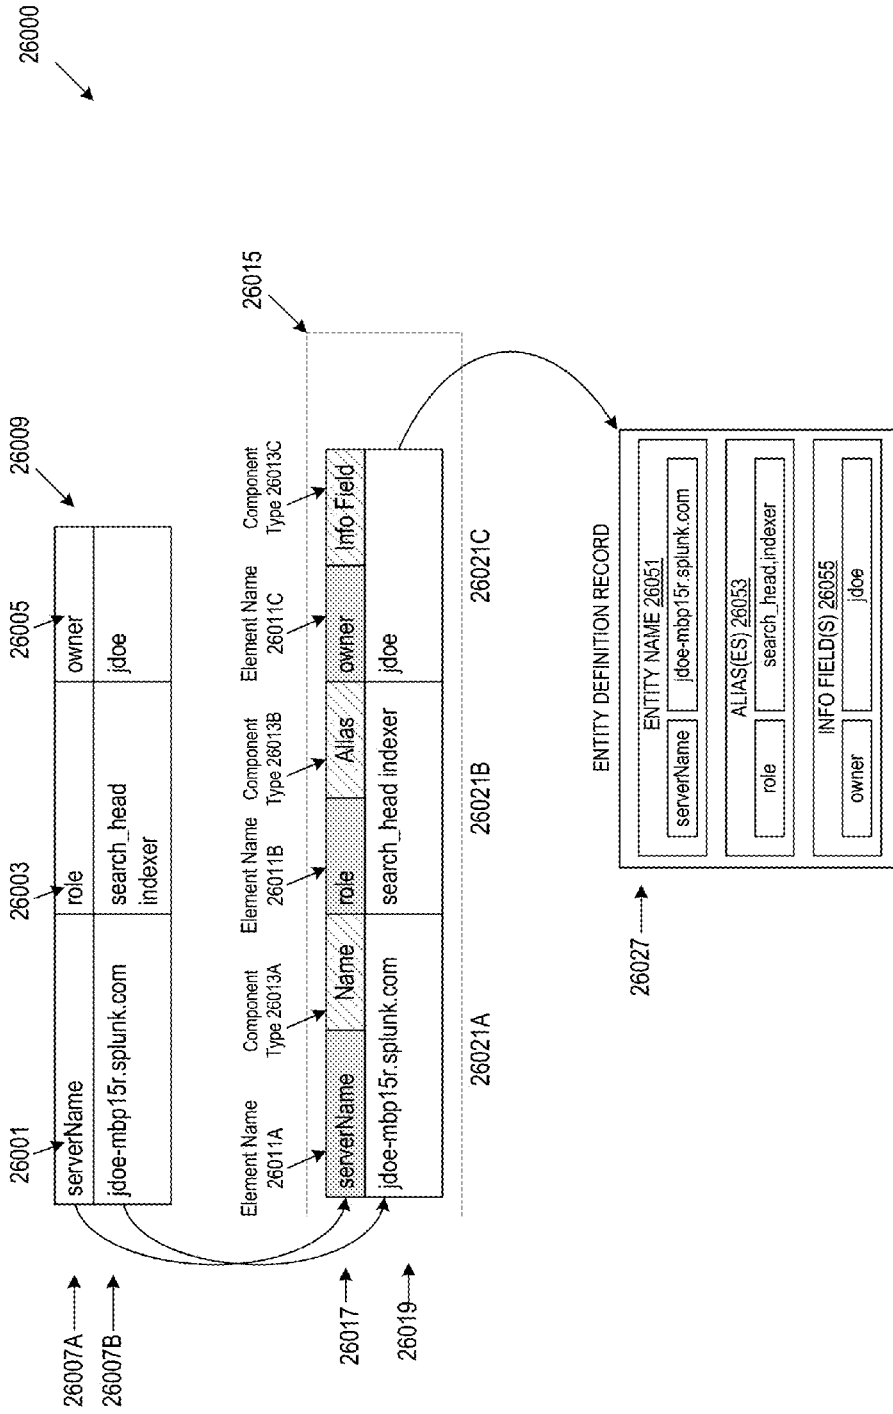 26000
26009
26001
26003
26005
26007A
serverName
role
owner
26007B
jdoe-mbp15r.splunk.com
search_head
indexer
jdoe
26015
Element Name
26011A
Component
Type 26013A
Element Name
26011B
Component
Type 26013B
Element Name
26011C
Component
Type 26013C
26017
serverName
Name
role
Alias
owner
Info Field
26019
jdoe-mbp15r.splunk.com
search_head indexer
jdoe
26021A
26021B
26021C
ENTITY DEFINITION RECORD
26027
ENTITY NAME 26051
serverName
jdoe-mbp15r.splunk.com
ALIAS(ES) 26053
role
search_head,indexer
INFO FIELD(S) 26055
owner
jdoe